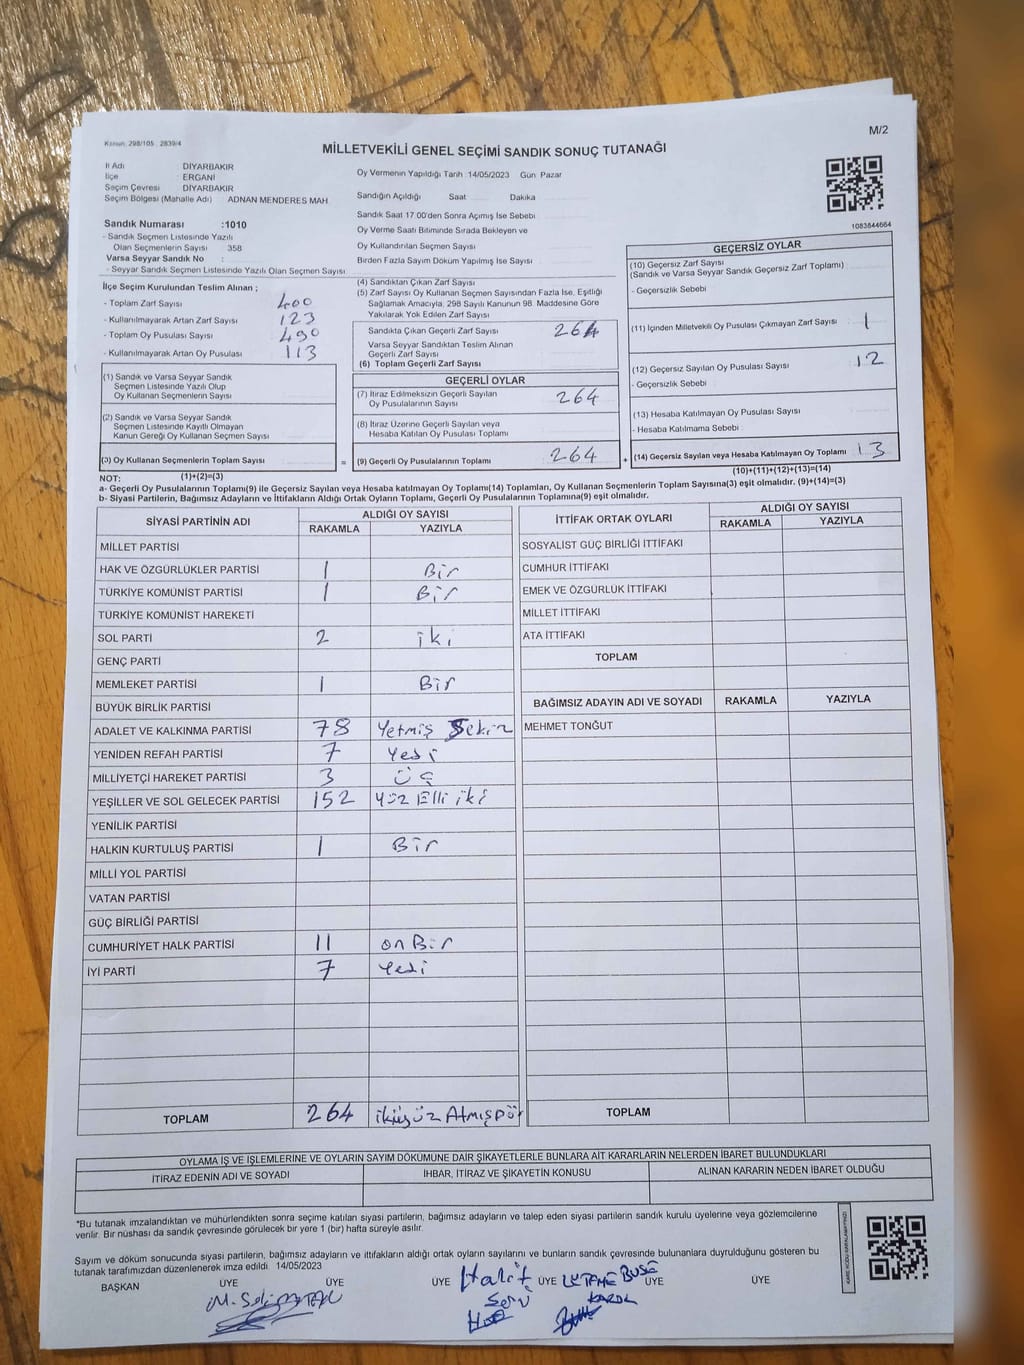 Kanun: 298/105 , 2839/4
M/2
MİLLETVEKİLİ GENEL SEÇİMİ SANDIK SONUÇ TUTANAĞI
İl Adı DİYARBAKIR
İlçe : ERGANİ
Seçim Çevresi DİYARBAKIR
Seçim Bölgesi (Mahalle Adı) ADNAN MENDERES MAH.
Sandık Numarası :1010
- Sandık Seçmen Listesinde Yazılı
Olan Seçmenlerin Sayısı 358
Varsa Seyyar Sandık No :
- Seyyar Sandık Seçmen Listesinde Yazılı Olan Seçmen Sayısı
Oy Vermenin Yapıldığı Tarih :14/05/2023 Gün: Pazar
Sandığın Açıldığı Saat Dakika
Sandık Saat 17.00'den Sonra Açımış İse Sebebi
Oy Verme Saati Bitiminde Sırada Bekleyen ve
Oy Kullandırılan Seçmen Sayısı
Birden Fazla Sayım Döküm Yapılmış İse Sayısı
1083844664
İlçe Seçim Kurulundan Teslim Alınan ;
- Toplam Zarf Sayısı 400
- Kullanılmayarak Artan Zarf Sayısı 123
- Toplam Oy Pusulası Sayısı 490
- Kullanılmayarak Artan Oy Pusulası 113
(1) Sandık ve Varsa Seyyar Sandık
Seçmen Listesinde Yazılı Olup
Oy Kullanan Seçmenlerin Sayısı
(2) Sandık ve Varsa Seyyar Sandık
Seçmen Listesinde Kayıtlı Olmayan
Kanun Gereği Oy Kullanan Seçmen Sayısı
(3) Oy Kullanan Seçmenlerin Toplam Sayısı
(1)+(2)=(3)
(4) Sandıktan Çıkan Zarf Sayısı
(5) Zarf Sayısı Oy Kullanan Seçmen Sayısından Fazla İse, Eşitliği
Sağlamak Amacıyla, 298 Sayılı Kanunun 98. Maddesine Göre
Yakılarak Yok Edilen Zarf Sayısı
Sandıkta Çıkan Geçerli Zarf Sayısı 264
Varsa Seyyar Sandıktan Teslim Alınan
Geçerli Zarf Sayısı
(6) Toplam Geçerli Zarf Sayısı
GEÇERLİ OYLAR
(7) İtiraz Edilmeksizin Geçerli Sayılan
Oy Pusulalarının Sayısı 264
(8) İtiraz Üzerine Geçerli Sayılan veya
Hesaba Katılan Oy Pusulası Toplamı
= (9) Geçerli Oy Pusulalarının Toplamı 264 +
GEÇERSİZ OYLAR
(10) Geçersiz Zarf Sayısı
(Sandık ve Varsa Seyyar Sandık Geçersiz Zarf Toplamı)
- Geçersizlik Sebebi
(11) İçinden Milletvekili Oy Pusulası Çıkmayan Zarf Sayısı 1
(12) Geçersiz Sayılan Oy Pusulası Sayısı 12
- Geçersizlik Sebebi
(13) Hesaba Katılmayan Oy Pusulası Sayısı
- Hesaba Katılmama Sebebi
(14) Geçersiz Sayılan veya Hesaba Katılmayan Oy Toplamı 13
(10)+(11)+(12)+(13)=(14)
NOT:
a- Geçerli Oy Pusulalarının Toplamı(9) ile Geçersiz Sayılan veya Hesaba katılmayan Oy Toplamı(14) Toplamları, Oy Kullanan Seçmenlerin Toplam Sayısına(3) eşit olmalıdır. (9)+(14)=(3)
b- Siyasi Partilerin, Bağımsız Adayların ve İttifakların Aldığı Ortak Oyların Toplamı, Geçerli Oy Pusulalarının Toplamına(9) eşit olmalıdır.
SİYASİ PARTİNİN ADI ALDIĞI OY SAYISI
RAKAMLA YAZIYLA
MİLLET PARTİSİ
HAK VE ÖZGÜRLÜKLER PARTİSİ 1 Bir
TÜRKİYE KOMÜNİST PARTİSİ 1 Bir
TÜRKİYE KOMÜNİST HAREKETİ
SOL PARTİ 2 iki
GENÇ PARTİ
MEMLEKET PARTİSİ 1 Bir
BÜYÜK BİRLİK PARTİSİ
ADALET VE KALKINMA PARTİSİ 78 Yetmiş Sekiz
YENİDEN REFAH PARTİSİ 7 Yedi
MİLLİYETÇİ HAREKET PARTİSİ 3 Üç
YEŞİLLER VE SOL GELECEK PARTİSİ 152 Yüz Elli iki
YENİLİK PARTİSİ
HALKIN KURTULUŞ PARTİSİ 1 Bir
MİLLİ YOL PARTİSİ
VATAN PARTİSİ
GÜÇ BİRLİĞİ PARTİSİ
CUMHURİYET HALK PARTİSİ 11 onBir
İYİ PARTİ 7 Yedi
TOPLAM 264 ikiyüz Atmışdör
İTTİFAK ORTAK OYLARI ALDIĞI OY SAYISI
RAKAMLA YAZIYLA
SOSYALİST GÜÇ BİRLİĞİ İTTİFAKI
CUMHUR İTTİFAKI
EMEK VE ÖZGÜRLÜK İTTİFAKI
MİLLET İTTİFAKI
ATA İTTİFAKI
TOPLAM
BAĞIMSIZ ADAYIN ADI VE SOYADI RAKAMLA YAZIYLA
MEHMET TONĞUT
TOPLAM
OYLAMA İŞ VE İŞLEMLERİNE VE OYLARIN SAYIM DÖKÜMÜNE DAİR ŞİKAYETLERLE BUNLARA AİT KARARLARIN NELERDEN İBARET BULUNDUKLARI
İTİRAZ EDENİN ADI VE SOYADI İHBAR, İTİRAZ VE ŞİKAYETİN KONUSU ALINAN KARARIN NEDEN İBARET OLDUĞU
*Bu tutanak imzalandıktan ve mühürlendikten sonra seçime katılan siyasi partilerin, bağımsız adayların ve talep eden siyasi partilerin sandık kurulu üyelerine veya gözlemcilerine
verilir. Bir nüshası da sandık çevresinde görülecek bir yere 1 (bir) hafta süreyle asılır.
Sayım ve döküm sonucunda siyasi partilerin, bağımsız adayların ve ittifakların aldığı ortak oyların sayılarını ve bunların sandık çevresinde bulunanlara duyrulduğunu gösteren bu
tutanak tarafımızdan düzenlenerek imza edildi. 14/05/2023
BAŞKAN ÜYE ÜYE ÜYE ÜYE ÜYE ÜYE
Halit
BUSE